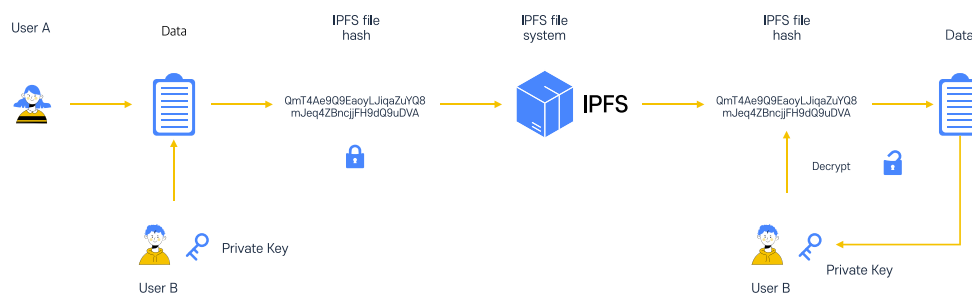 User A
Data
IPFS file
hash
IPFS file
system
IPFS file
hash
Data
QmT4Ae9Q9EaoyLJiqaZuYQ8
mJeq4ZBncjjFH9dQ9uDVA
IPFS
QmT4Ae9Q9EaoyLJiqaZuYQ8
mJeq4ZBncjjFH9dQ9uDVA
Decrypt
Private Key
User B
Private Key
User B